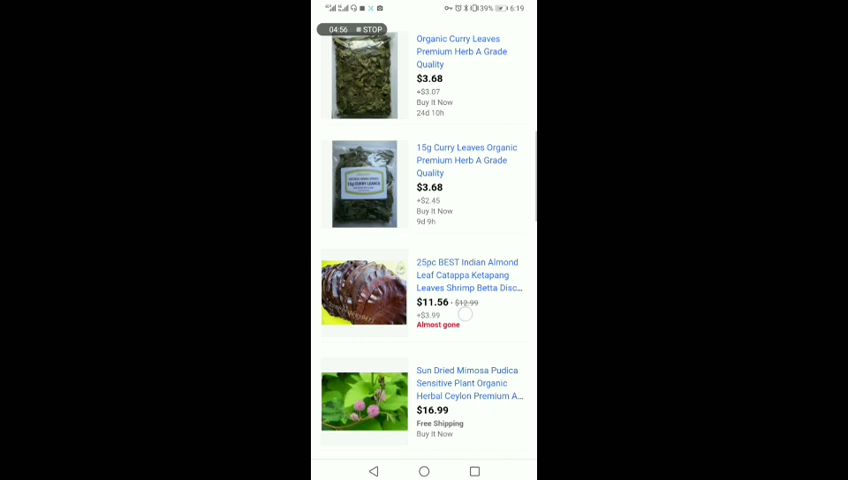 39% 6:19
04:56 STOP
Organic Curry Leaves
Premium Herb A Grade
Quality
$3.68
+$3.07
Buy It Now
24d 10h
15g Curry Leaves Organic
Premium Herb A Grade
Quality
$3.68
+$2.45
Buy It Now
9d 9h
15g CURRY LEAVES
25pc BEST Indian Almond
Leaf Catappa Ketapang
Leaves Shrimp Betta Disc...
$11.56 · $12.99
+$3.99
Almost gone
Sun Dried Mimosa Pudica
Sensitive Plant Organic
Herbal Ceylon Premium A...
$16.99
Free Shipping
Buy It Now